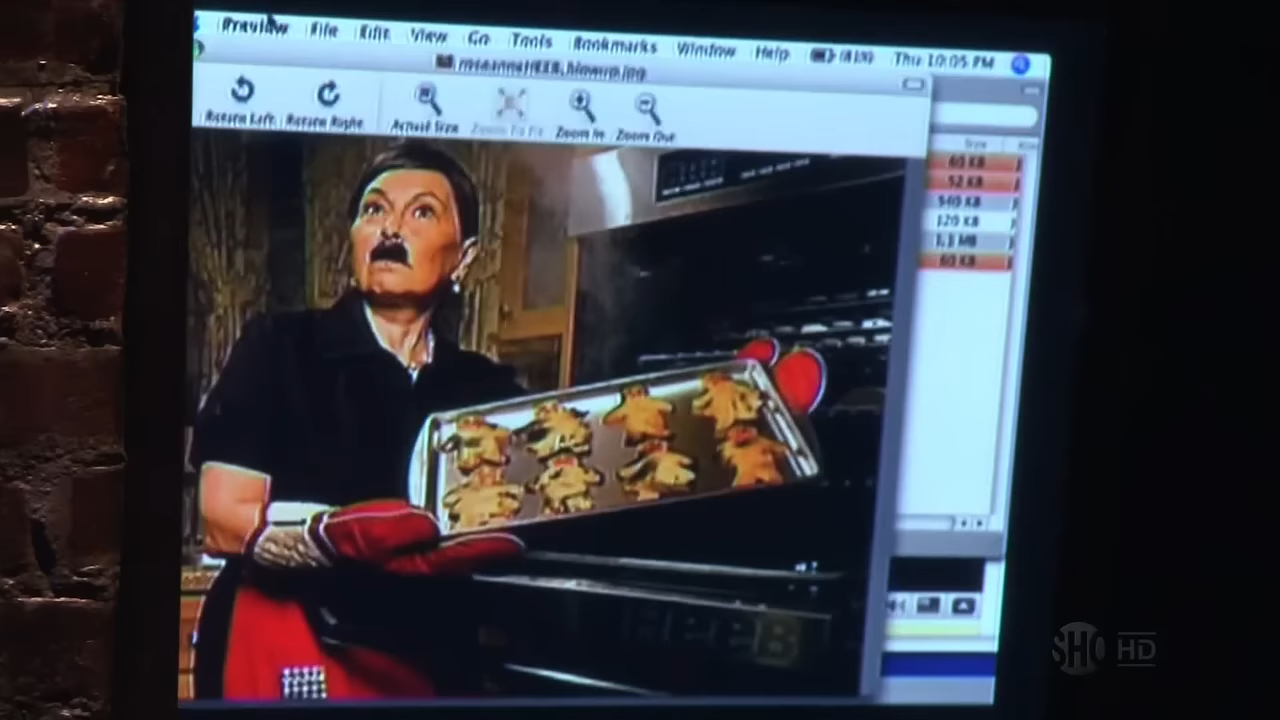 Preview File Edit View Go Tools Bookmarks Window Help (81%) Thu 10:05 PM
Rotate Left Rotate Right Actual Size Zoom To Fit Zoom In Zoom Out
Size
60 KB
52 KB
120 KB
1.1 MB
60 KB
SHO HD